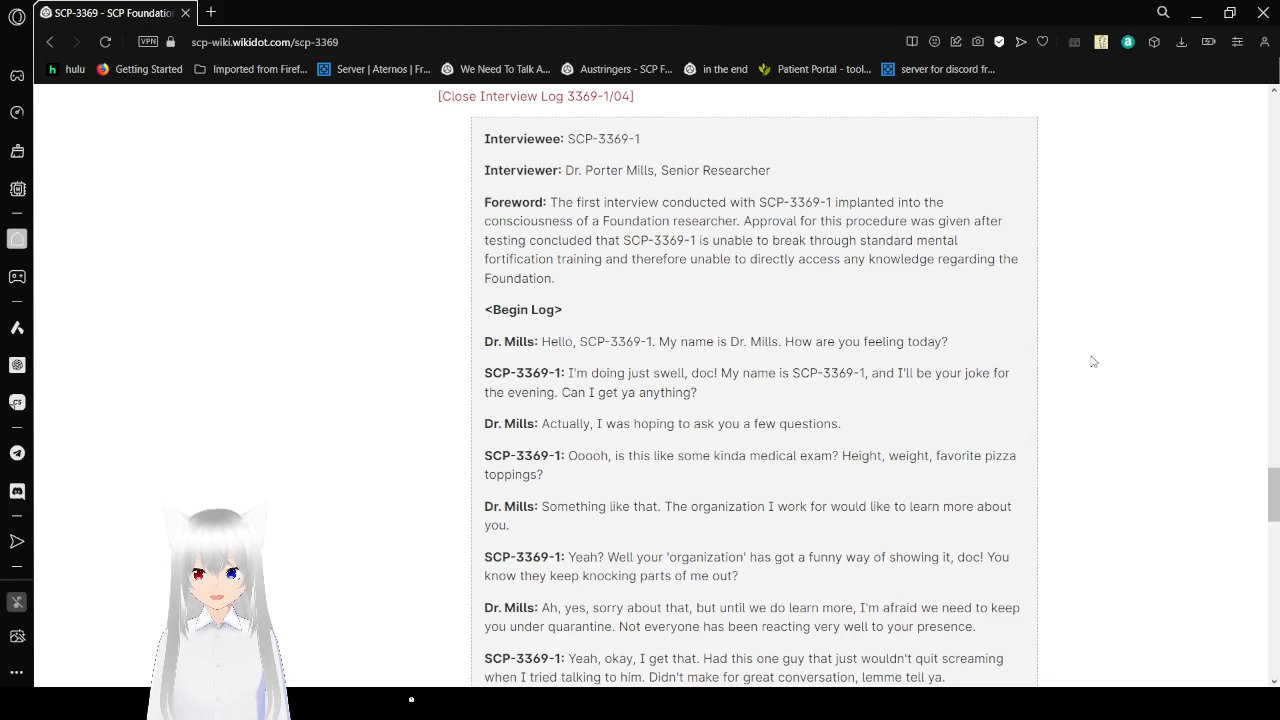 SCP-3369 - SCP Foundation
scp-wiki.wikidot.com/scp-3369
VPN
hulu
Getting Started
Imported from Firef...
Server | Aternos | Fr...
We Need To Talk A...
Austringers - SCP F...
in the end
Patient Portal - tool...
server for discord fr...
[Close Interview Log 3369-1/04]
Interviewee: SCP-3369-1
Interviewer: Dr. Porter Mills, Senior Researcher
Foreword: The first interview conducted with SCP-3369-1 implanted into the
consciousness of a Foundation researcher. Approval for this procedure was given after
testing concluded that SCP-3369-1 is unable to break through standard mental
fortification training and therefore unable to directly access any knowledge regarding the
Foundation.
<Begin Log>
Dr. Mills: Hello, SCP-3369-1. My name is Dr. Mills. How are you feeling today?
SCP-3369-1: I'm doing just swell, doc! My name is SCP-3369-1, and I'll be your joke for
the evening. Can I get ya anything?
Dr. Mills: Actually, I was hoping to ask you a few questions.
SCP-3369-1: Ooooh, is this like some kinda medical exam? Height, weight, favorite pizza
toppings?
Dr. Mills: Something like that. The organization I work for would like to learn more about
you.
SCP-3369-1: Yeah? Well your 'organization' has got a funny way of showing it, doc! You
know they keep knocking parts of me out?
Dr. Mills: Ah, yes, sorry about that, but until we do learn more, I'm afraid we need to keep
you under quarantine. Not everyone has been reacting very well to your presence.
SCP-3369-1: Yeah, okay, I get that. Had this one guy that just wouldn't quit screaming
when I tried talking to him. Didn't make for great conversation, lemme tell ya.